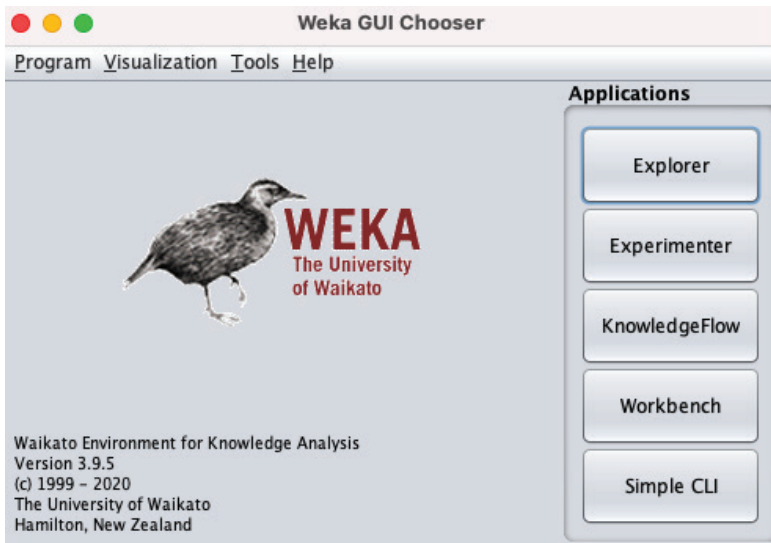 Weka GUI Chooser
Program Visualization Tools Help
Applications
Explorer
Experimenter
KnowledgeFlow
Workbench
Simple CLI
WEKA
The University
of Waikato
Waikato Environment for Knowledge Analysis
Version 3.9.5
(c) 1999 – 2020
The University of Waikato
Hamilton, New Zealand